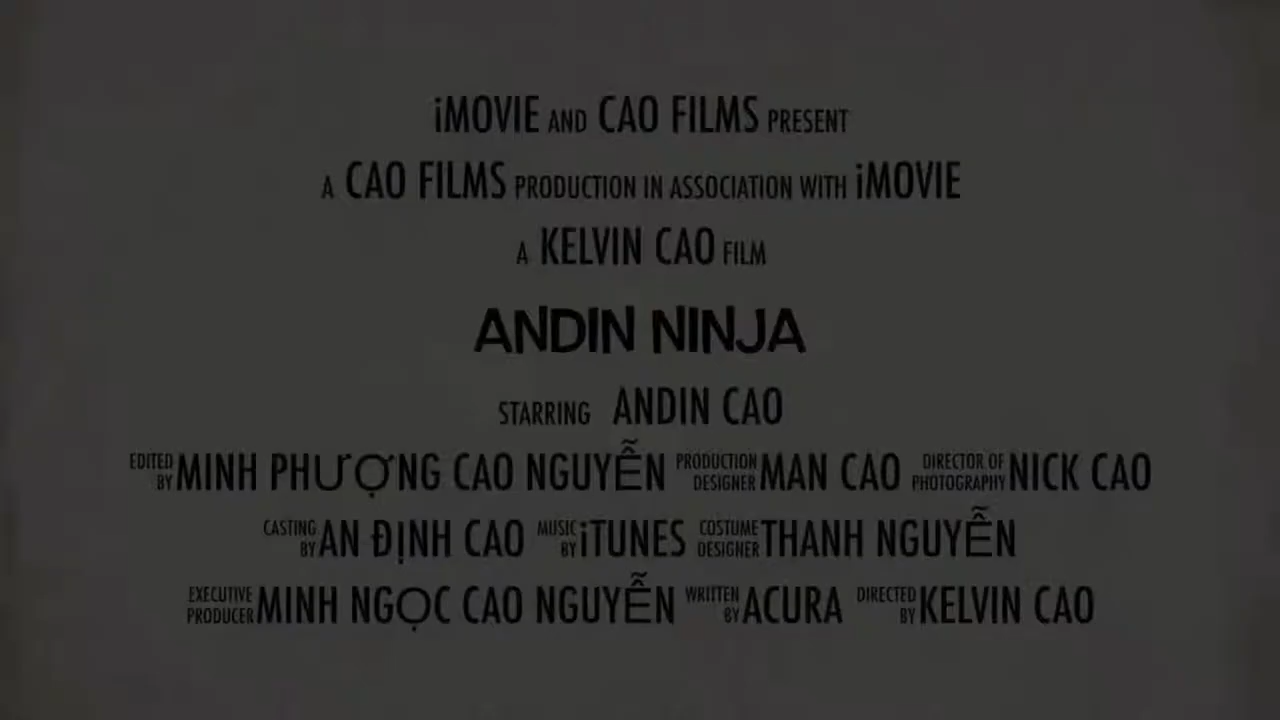 iMOVIE AND CAO FILMS PRESENT
A CAO FILMS PRODUCTION IN ASSOCIATION WITH iMOVIE
A KELVIN CAO FILM
ANDIN NINJA
STARRING ANDIN CAO
EDITED BY MINH PHƯỢNG CAO NGUYỄN PRODUCTION DESIGNER MAN CAO DIRECTOR OF PHOTOGRAPHY NICK CAO
CASTING BY AN ĐỊNH CAO MUSIC BY iTUNES COSTUME DESIGNER THANH NGUYỄN
EXECUTIVE PRODUCER MINH NGỌC CAO NGUYỄN WRITTEN BY ACURA DIRECTED BY KELVIN CAO